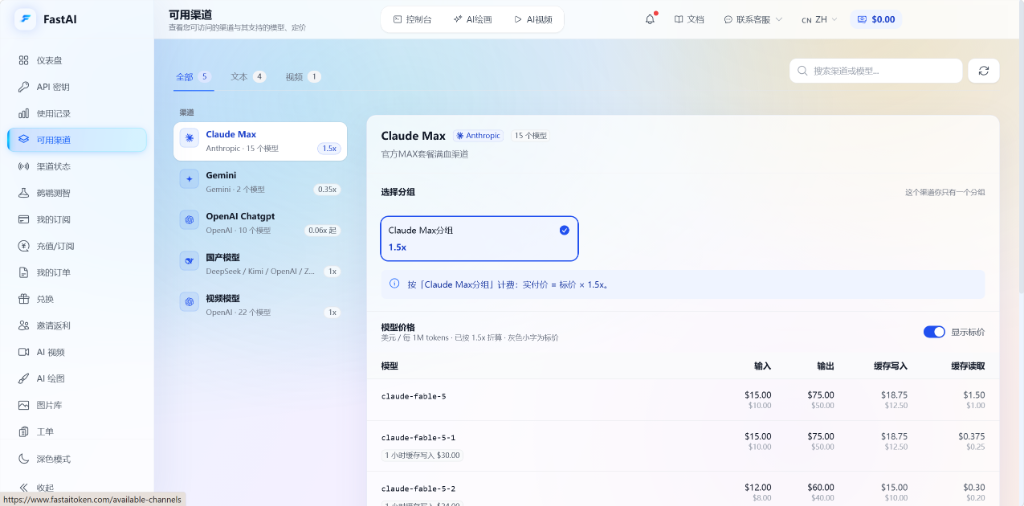 FastAI
仪表盘
API 密钥
使用记录
可用渠道
渠道状态
鹈鹕测智
我的订阅
充值/订阅
我的订单
兑换
邀请返利
AI 视频
AI 绘图
图片库
工单
深色模式
收起
https://www.fastaitoken.com/available-channels
可用渠道
查看您可访问的渠道与其支持的模型、定价
控制台
AI绘画
AI视频
文档
联系客服
CN ZH
$0.00
全部 5
文本 4
视频 1
搜索渠道或模型...
渠道
Claude Max
Anthropic · 15 个模型
1.5x
Gemini
Gemini · 2 个模型
0.35x
OpenAI Chatgpt
OpenAI · 10 个模型
0.06x 起
国产模型
DeepSeek / Kimi / OpenAI / Z...
1x
视频模型
OpenAI · 22 个模型
1x
Claude Max Anthropic 15 个模型
官方MAX套餐满血渠道
选择分组
这个渠道你只有一个分组
Claude Max分组
1.5x
按「Claude Max分组」计费：实付价 = 标价 × 1.5x。
模型价格
美元 / 每 1M tokens · 已按 1.5x 折算 · 灰色小字为标价
显示标价
模型 输入 输出 缓存写入 缓存读取
claude-fable-5 $15.00 $75.00 $18.75 $1.50
$10.00 $50.00 $12.50 $1.00
claude-fable-5-1 $15.00 $75.00 $18.75 $0.375
$10.00 $50.00 $12.50 $0.25
1 小时缓存写入 $30.00
claude-fable-5-2 $12.00 $60.00 $15.00 $0.30
$8.00 $40.00 $10.00 $0.20
1 小时缓存写入 $24.00